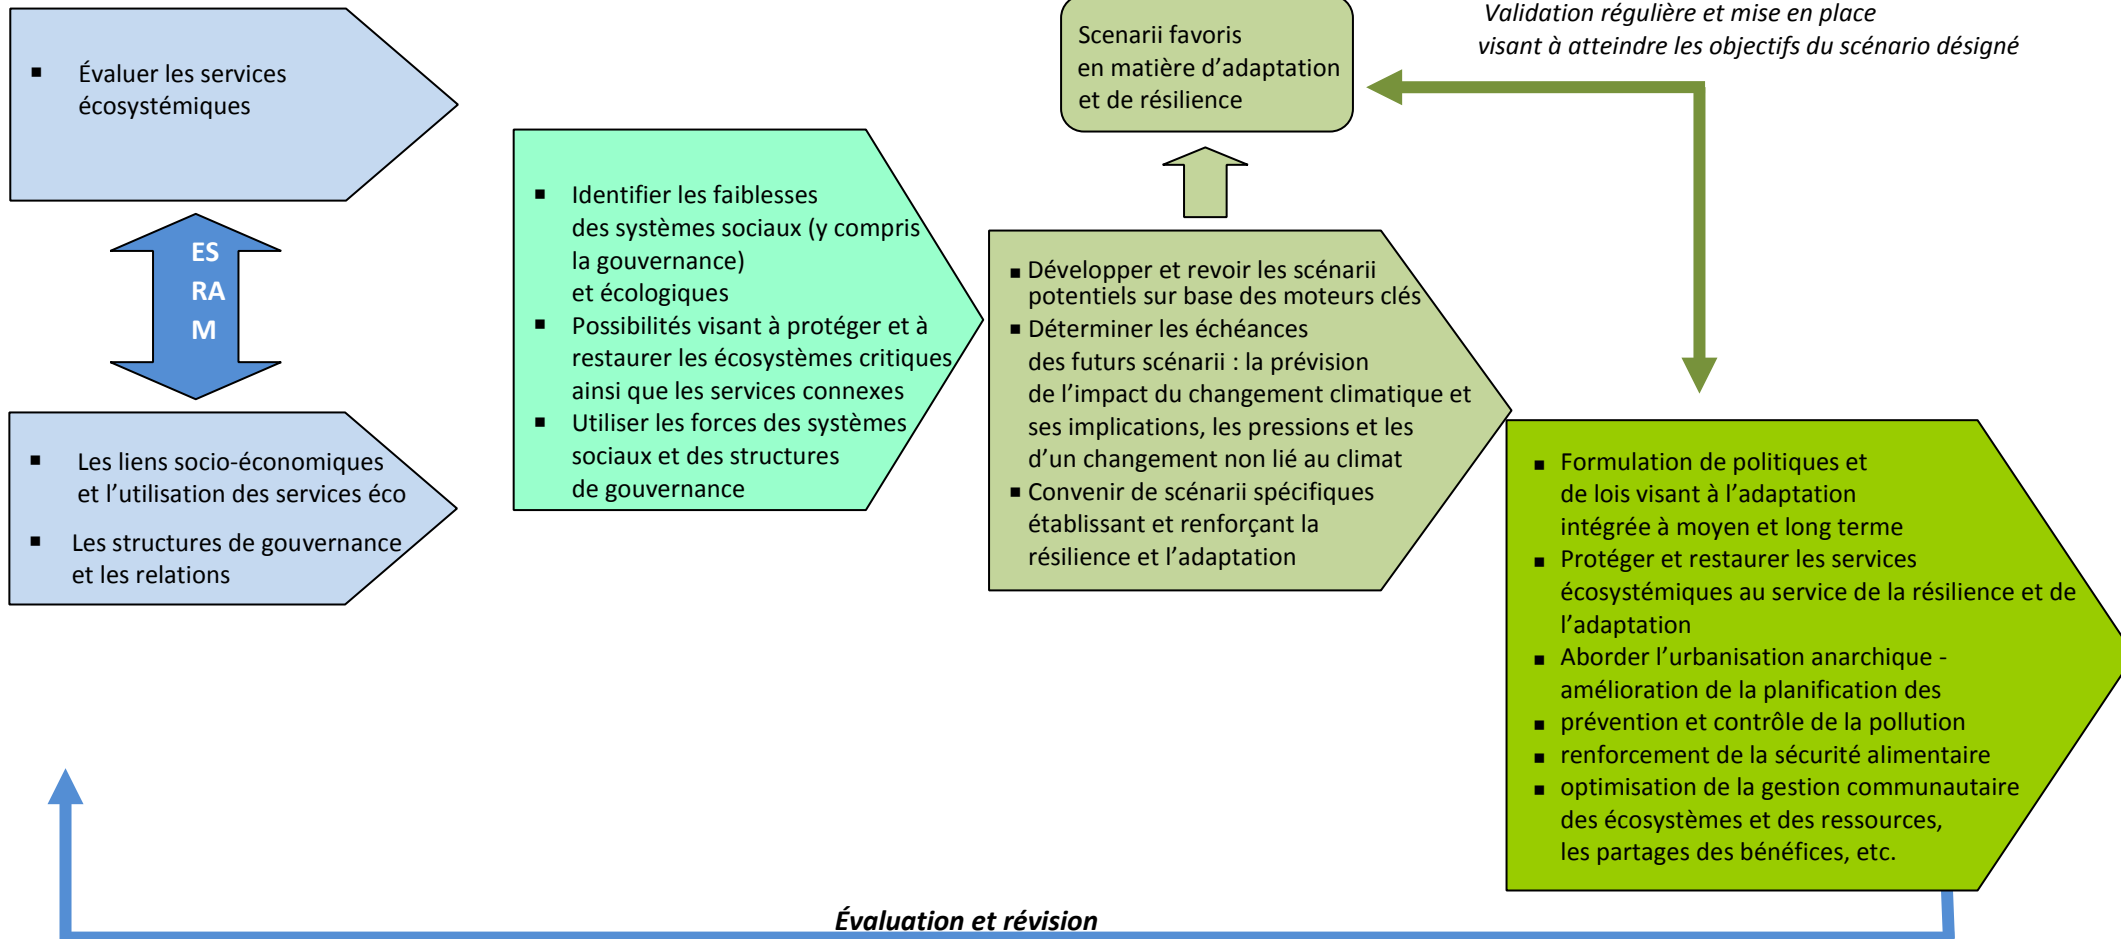 ▪ Évaluer les services
écosystémiques
ES
RA
M
▪ Les liens socio-économiques
et l’utilisation des services éco
▪ Les structures de gouvernance
et les relations
▪ Identifier les faiblesses
des systèmes sociaux (y compris
la gouvernance)
et écologiques
▪ Possibilités visant à protéger et à
restaurer les écosystèmes critiques
ainsi que les services connexes
▪ Utiliser les forces des systèmes
sociaux et des structures
de gouvernance
Scenarii favoris
en matière d’adaptation
et de résilience
▪ Développer et revoir les scénarii
potentiels sur base des moteurs clés
▪ Déterminer les échéances
des futurs scénarii : la prévision
de l’impact du changement climatique et
ses implications, les pressions et les
d’un changement non lié au climat
▪ Convenir de scénarii spécifiques
établissant et renforçant la
résilience et l’adaptation
Validation régulière et mise en place
visant à atteindre les objectifs du scénario désigné
▪ Formulation de politiques et
de lois visant à l’adaptation
intégrée à moyen et long terme
▪ Protéger et restaurer les services
écosystémiques au service de la résilience et de
l’adaptation
▪ Aborder l’urbanisation anarchique -
amélioration de la planification des
▪ prévention et contrôle de la pollution
▪ renforcement de la sécurité alimentaire
▪ optimisation de la gestion communautaire
des écosystèmes et des ressources,
les partages des bénéfices, etc.
Évaluation et révision